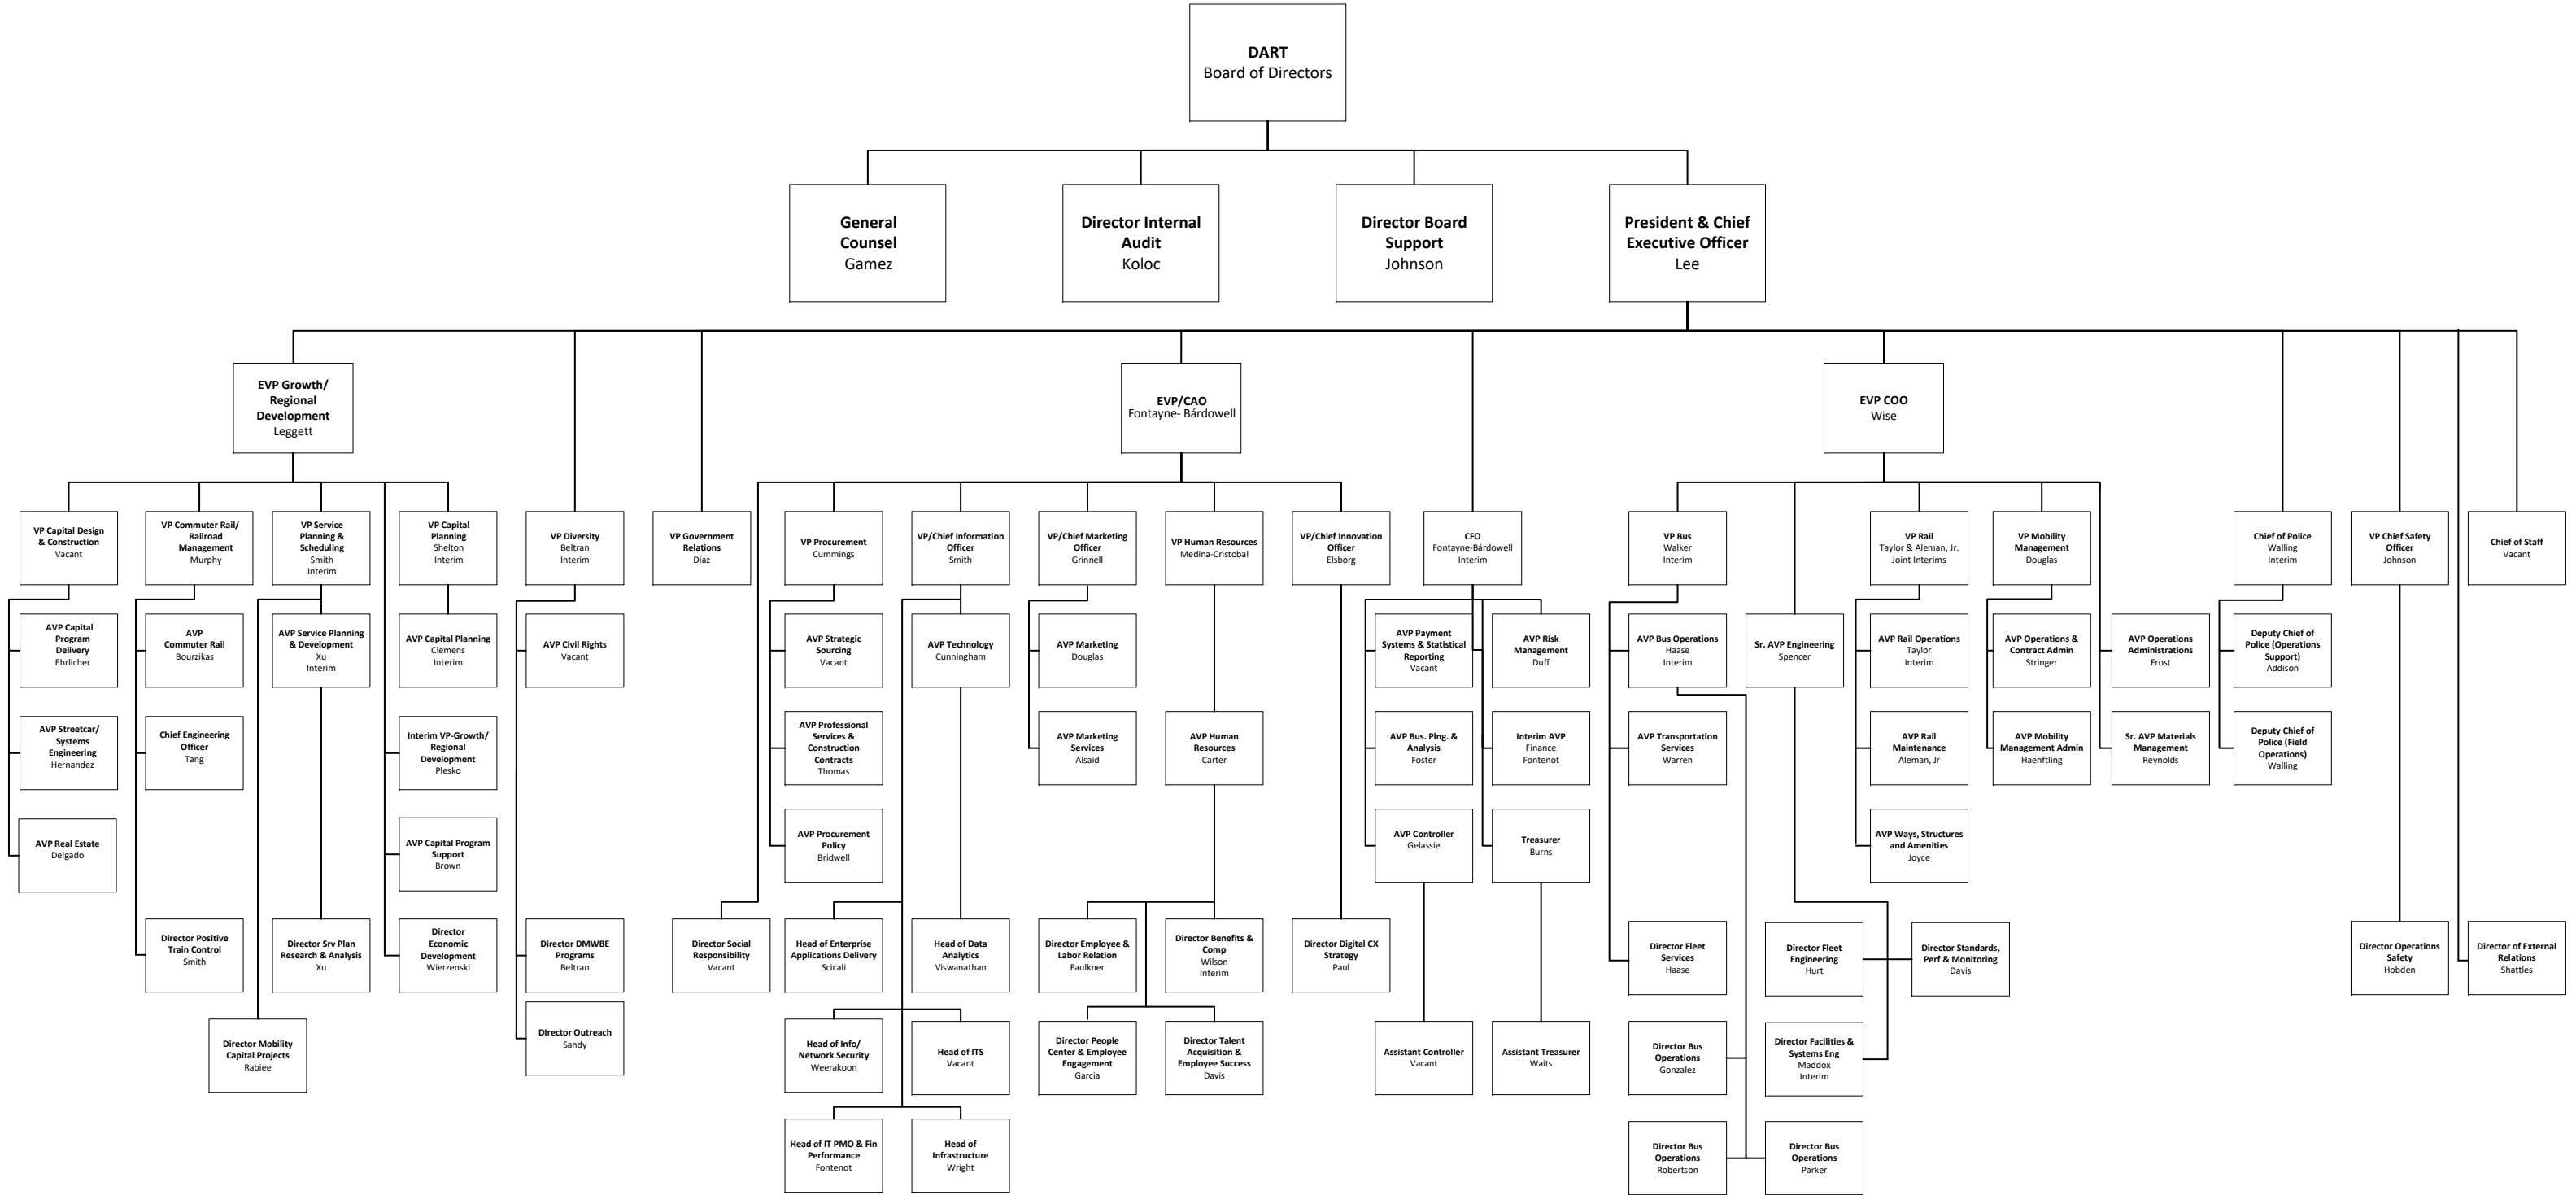 DART
Board of Directors
General
Counsel
Gamez
Director Internal
Audit
Koloc
Director Board
Support
Johnson
President & Chief
Executive Officer
Lee
EVP Growth/
Regional
Development
Leggett
EVP/CAO
Fontayne- Bárdowell
EVP COO
Wise
VP Capital Design
& Construction
Vacant
VP Commuter Rail/
Railroad
Management
Murphy
VP Service
Planning &
Scheduling
Smith
Interim
VP Capital
Planning
Shelton
Interim
VP Diversity
Beltran
Interim
VP Government
Relations
Diaz
VP Procurement
Cummings
VP/Chief Information
Officer
Smith
VP/Chief Marketing
Officer
Grinnell
VP Human Resources
Medina-Cristobal
VP/Chief Innovation
Officer
Elsborg
CFO
Fontayne-Bárdowell
Interim
VP Bus
Walker
Interim
VP Rail
Taylor & Aleman, Jr.
Joint Interims
VP Mobility
Management
Douglas
Chief of Police
Walling
Interim
VP Chief Safety
Officer
Johnson
Chief of Staff
Vacant
AVP Capital
Program
Delivery
Ehrlicher
AVP
Commuter Rail
Bourzikas
AVP Service Planning
& Development
Xu
Interim
AVP Capital Planning
Clemens
Interim
AVP Civil Rights
Vacant
AVP Strategic
Sourcing
Vacant
AVP Technology
Cunningham
AVP Marketing
Douglas
AVP Payment
Systems & Statistical
Reporting
Vacant
AVP Risk
Management
Duff
AVP Bus Operations
Haase
Interim
Sr. AVP Engineering
Spencer
AVP Rail Operations
Taylor
Interim
AVP Operations &
Contract Admin
Stringer
AVP Operations
Administrations
Frost
Deputy Chief of
Police (Operations
Support)
Addison
AVP Streetcar/
Systems
Engineering
Hernandez
Chief Engineering
Officer
Tang
Interim VP-Growth/
Regional
Development
Plesko
AVP Professional
Services &
Construction
Contracts
Thomas
AVP Marketing
Services
Alsaid
AVP Human
Resources
Carter
AVP Bus. Plng. &
Analysis
Foster
Interim AVP
Finance
Fontenot
AVP Transportation
Services
Warren
AVP Rail
Maintenance
Aleman, Jr
AVP Mobility
Management Admin
Haenftling
Sr. AVP Materials
Management
Reynolds
Deputy Chief of
Police (Field
Operations)
Walling
AVP Real Estate
Delgado
AVP Capital Program
Support
Brown
AVP Procurement
Policy
Bridwell
AVP Controller
Gelassie
Treasurer
Burns
AVP Ways, Structures
and Amenities
Joyce
Director Positive
Train Control
Smith
Director Srv Plan
Research & Analysis
Xu
Director
Economic
Development
Wierzenski
Director DMWBE
Programs
Beltran
Director Social
Responsibility
Vacant
Head of Enterprise
Applications Delivery
Scicali
Head of Data
Analytics
Viswanathan
Director Employee &
Labor Relation
Faulkner
Director Benefits &
Comp
Wilson
Interim
Director Digital CX
Strategy
Paul
Director Fleet
Services
Haase
Director Fleet
Engineering
Hurt
Director Standards,
Perf & Monitoring
Davis
Director Operations
Safety
Hobden
Director of External
Relations
Shattles
Director Mobility
Capital Projects
Rabiee
DIrector Outreach
Sandy
Head of Info/
Network Security
Weerakoon
Head of ITS
Vacant
Director People
Center & Employee
Engagement
Garcia
Director Talent
Acquisition &
Employee Success
Davis
Assistant Controller
Vacant
Assistant Treasurer
Waits
Director Bus
Operations
Gonzalez
Director Facilities &
Systems Eng
Maddox
Interim
Head of IT PMO & Fin
Performance
Fontenot
Head of
Infrastructure
Wright
Director Bus
Operations
Robertson
Director Bus
Operations
Parker